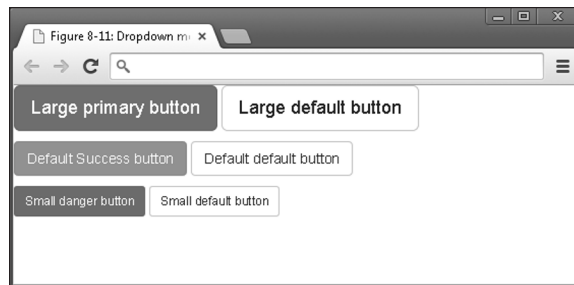 Figure 8-11: Dropdown m
Large primary button Large default button
Default Success button Default default button
Small danger button Small default button